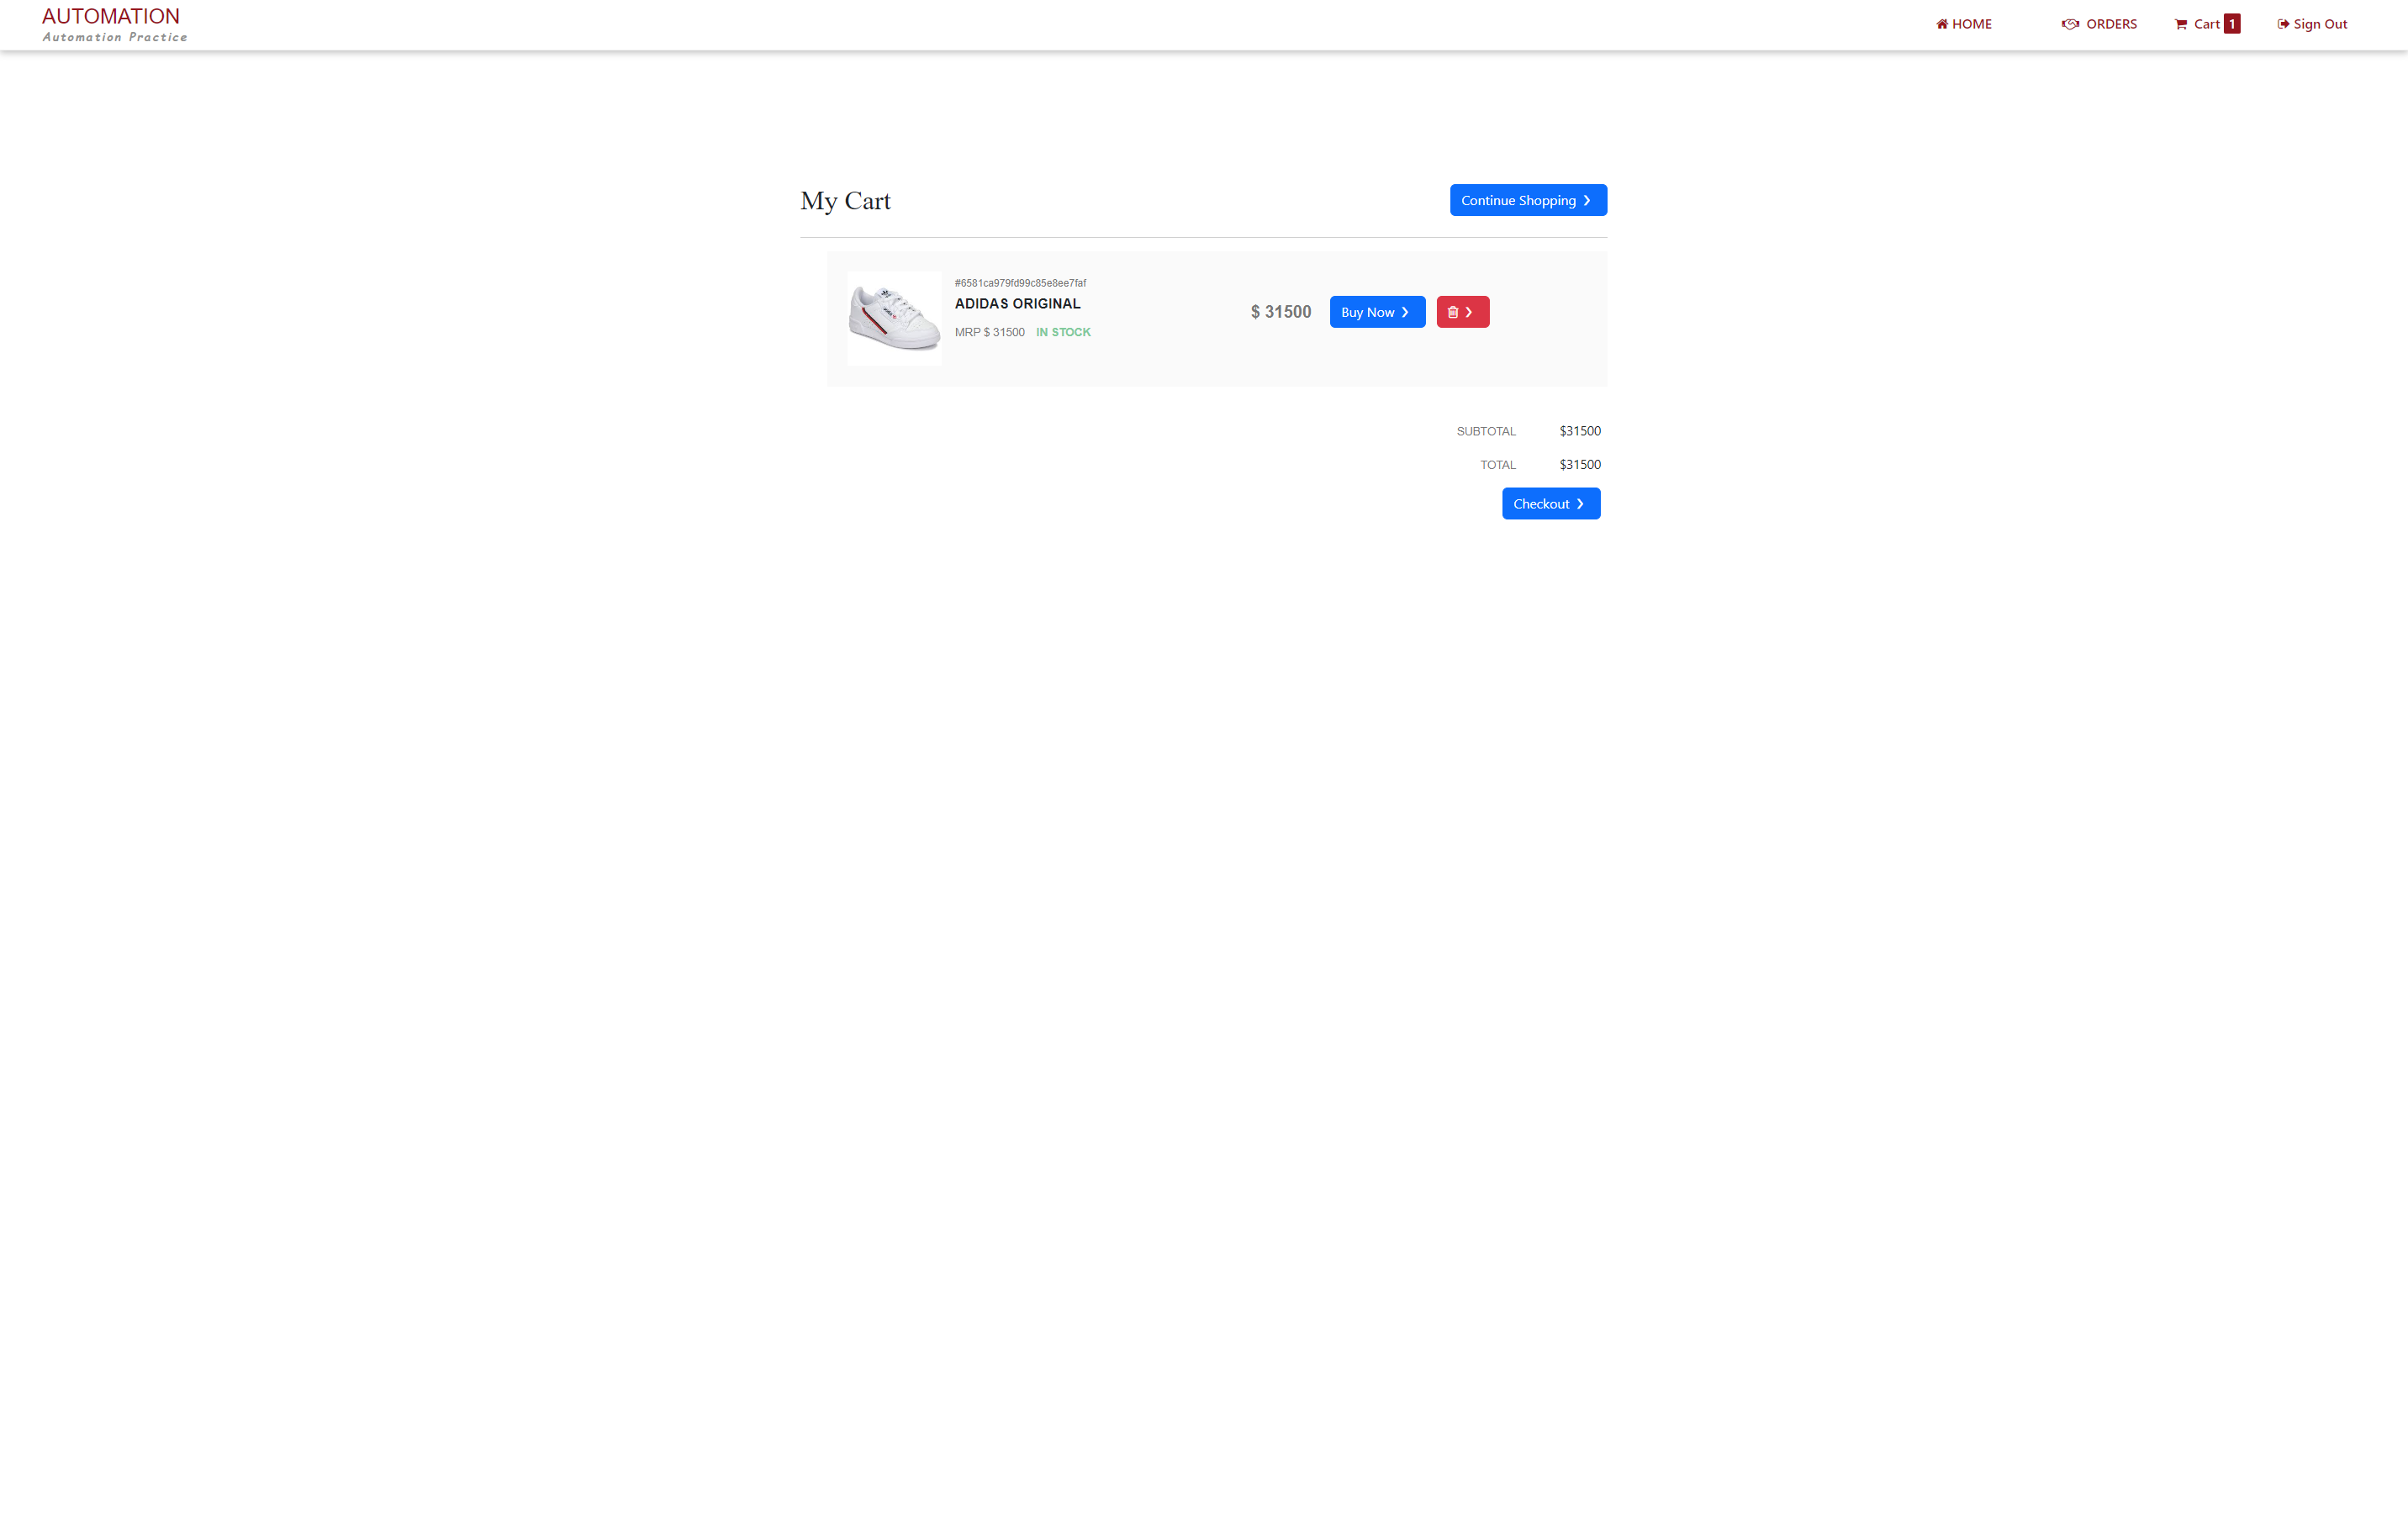 AUTOMATION
Automation Practice
HOME
ORDERS
Cart 1
Sign Out
My Cart
Continue Shopping
#6581ca979fd99c85e8ee7faf
ADIDAS ORIGINAL
MRP $ 31500 IN STOCK
$ 31500
Buy Now
SUBTOTAL $31500
TOTAL $31500
Checkout